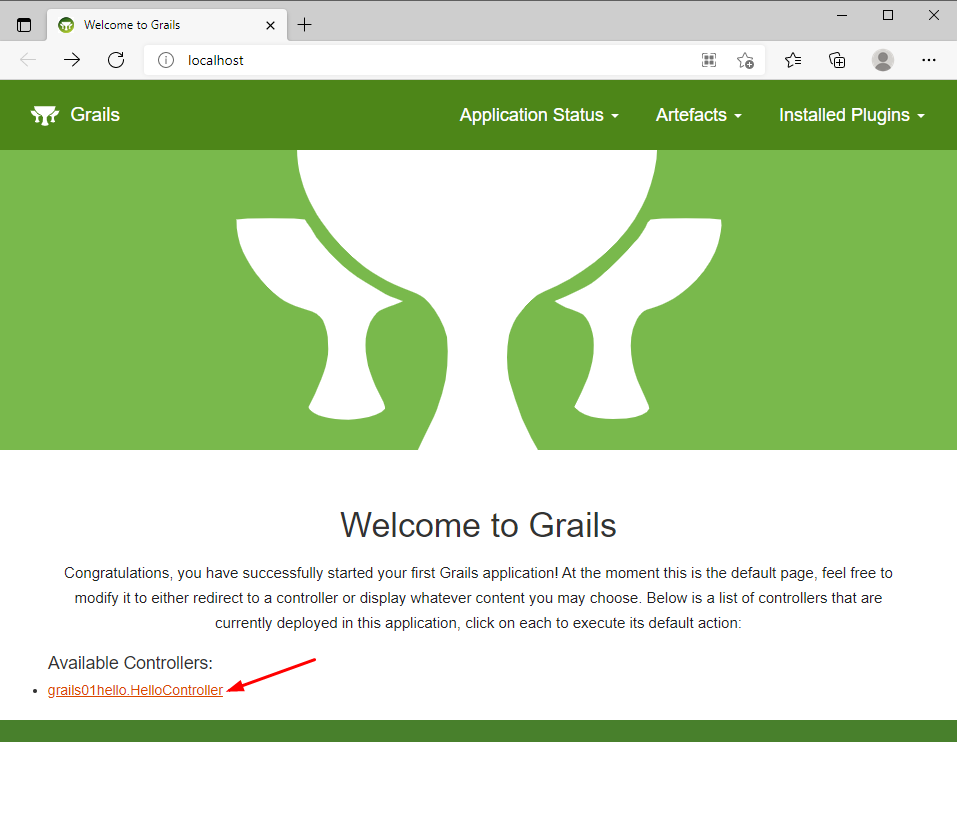 Welcome to Grails
localhost
Grails
Application Status
Artefacts
Installed Plugins
Welcome to Grails
Congratulations, you have successfully started your first Grails application! At the moment this is the default page, feel free to
modify it to either redirect to a controller or display whatever content you may choose. Below is a list of controllers that are
currently deployed in this application, click on each to execute its default action:
Available Controllers:
grails01hello.HelloController